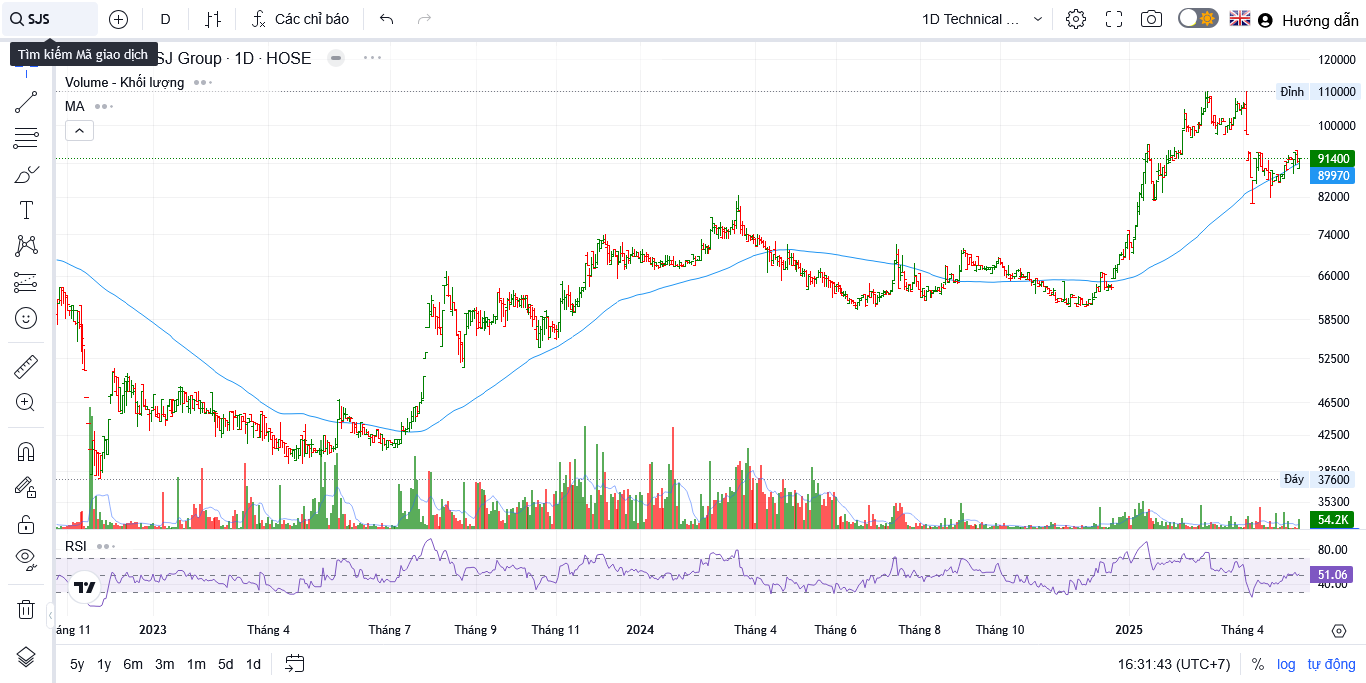 SJS
D
Các chỉ báo
1D Technical ...
Hướng dẫn
Tìm kiếm Mã giao dịch
SJ Group · 1D · HOSE
Volume - Khối lượng
MA
120000
Đỉnh 110000
100000
91400
89970
82000
74000
66000
58500
52500
46500
42500
38500
Đáy 37600
35300
54.2K
RSI
80.00
51.06
40.00
áng 11 2023 Tháng 4 Tháng 7 Tháng 9 Tháng 11 2024 Tháng 4 Tháng 6 Tháng 8 Tháng 10 2025 Tháng 4
5y 1y 6m 3m 1m 5d 1d
16:31:43 (UTC+7) % log tự động